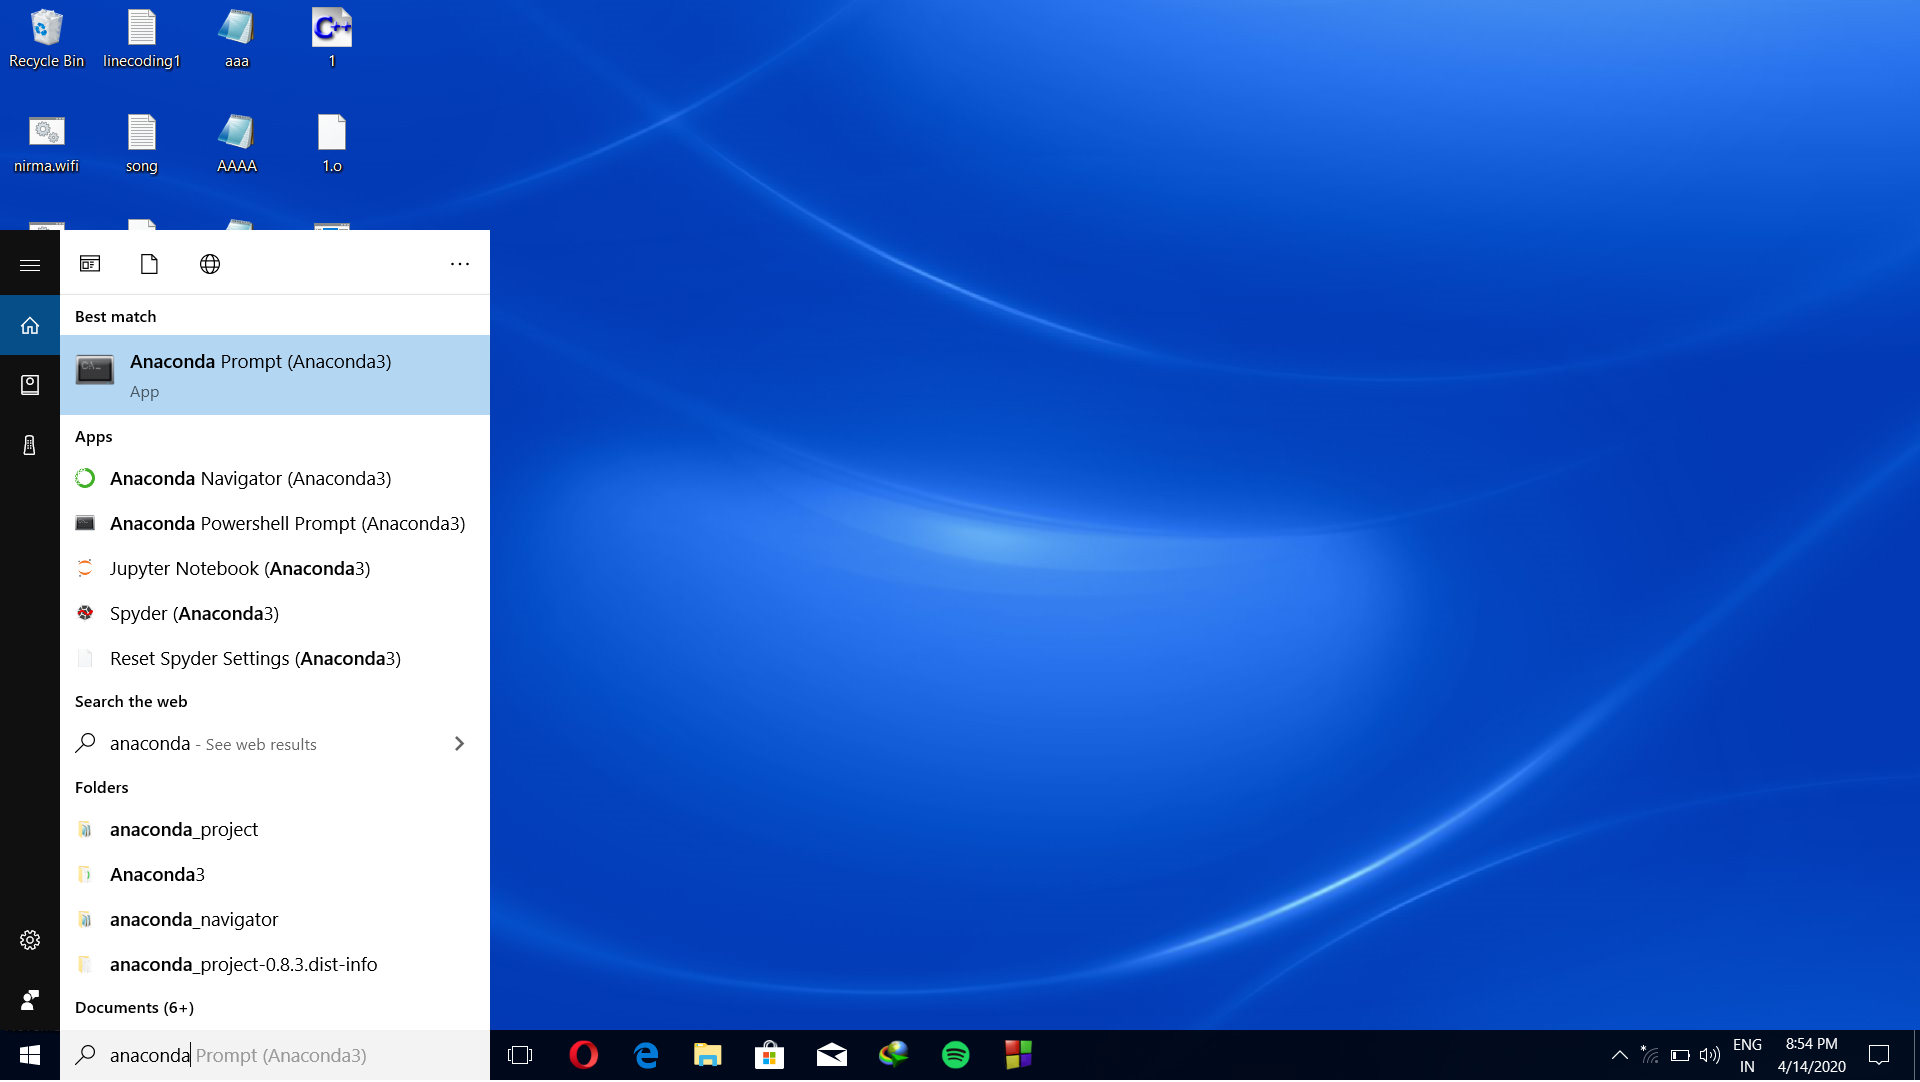 Recycle Bin
linecoding1
aaa
C++
1
nirma.wifi
song
AAAA
1.o
Best match
C:\_
Anaconda Prompt (Anaconda3)
App
Apps
Anaconda Navigator (Anaconda3)
Anaconda Powershell Prompt (Anaconda3)
Jupyter Notebook (Anaconda3)
Spyder (Anaconda3)
Reset Spyder Settings (Anaconda3)
Search the web
anaconda - See web results
Folders
anaconda_project
Anaconda3
anaconda_navigator
anaconda_project-0.8.3.dist-info
Documents (6+)
anaconda Prompt (Anaconda3)
ENG
IN
8:54 PM
4/14/2020